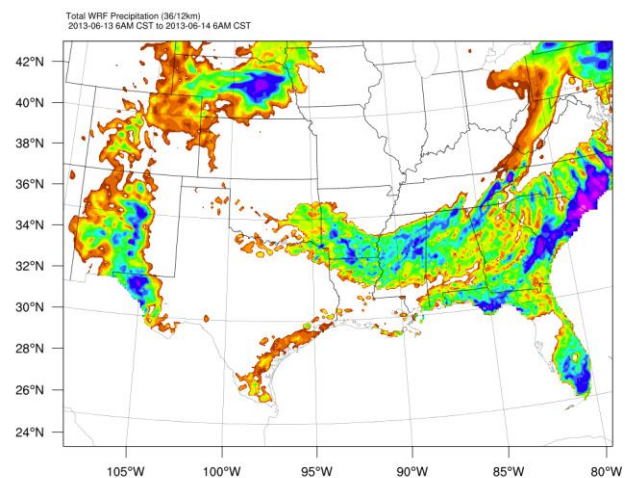 Total WRF Precipitation (36/12km)
2013-06-13 6AM CST to 2013-06-14 6AM CST
42°N
40°N
38°N
36°N
34°N
32°N
30°N
28°N
26°N
24°N
105°W
100°W
95°W
90°W
85°W
80°W